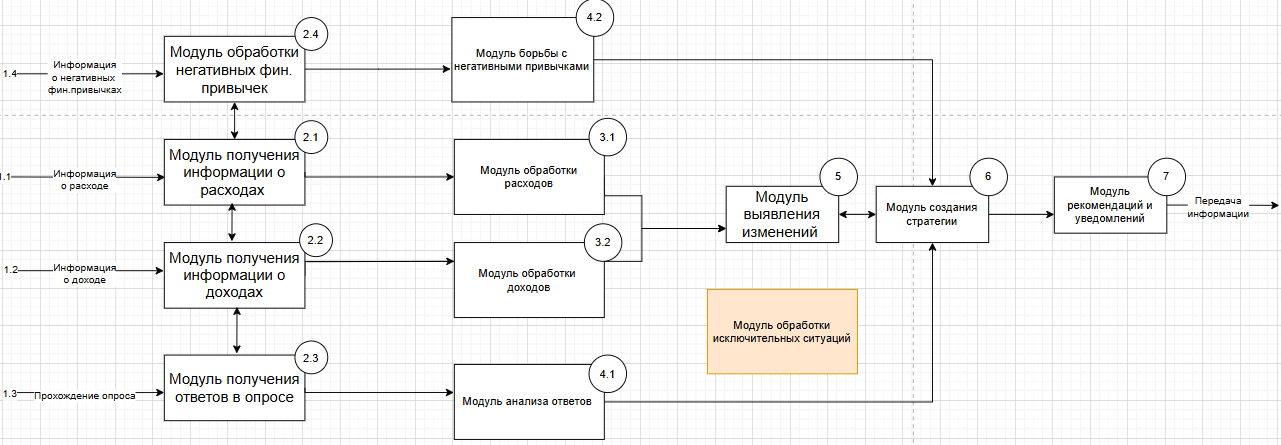 1.4
Информация
о негативных
фин.привычках
2.4
Модуль обработки
негативных фин.
привычек
4.2
Модуль борьбы с
негативными привычками
1.1
Информация
о расходе
2.1
Модуль получения
информации о
расходах
3.1
Модуль обработки
расходов
5
Модуль
выявления
изменений
6
Модуль создания
стратегии
7
Модуль
рекомендаций и
уведомлений
Передача
информации
1.2
Информация
о доходе
2.2
Модуль получения
информации о
доходах
3.2
Модуль обработки
доходов
Модуль обработки
исключительных ситуаций
1.3
Прохождение опроса
2.3
Модуль получения
ответов в опросе
4.1
Модуль анализа ответов